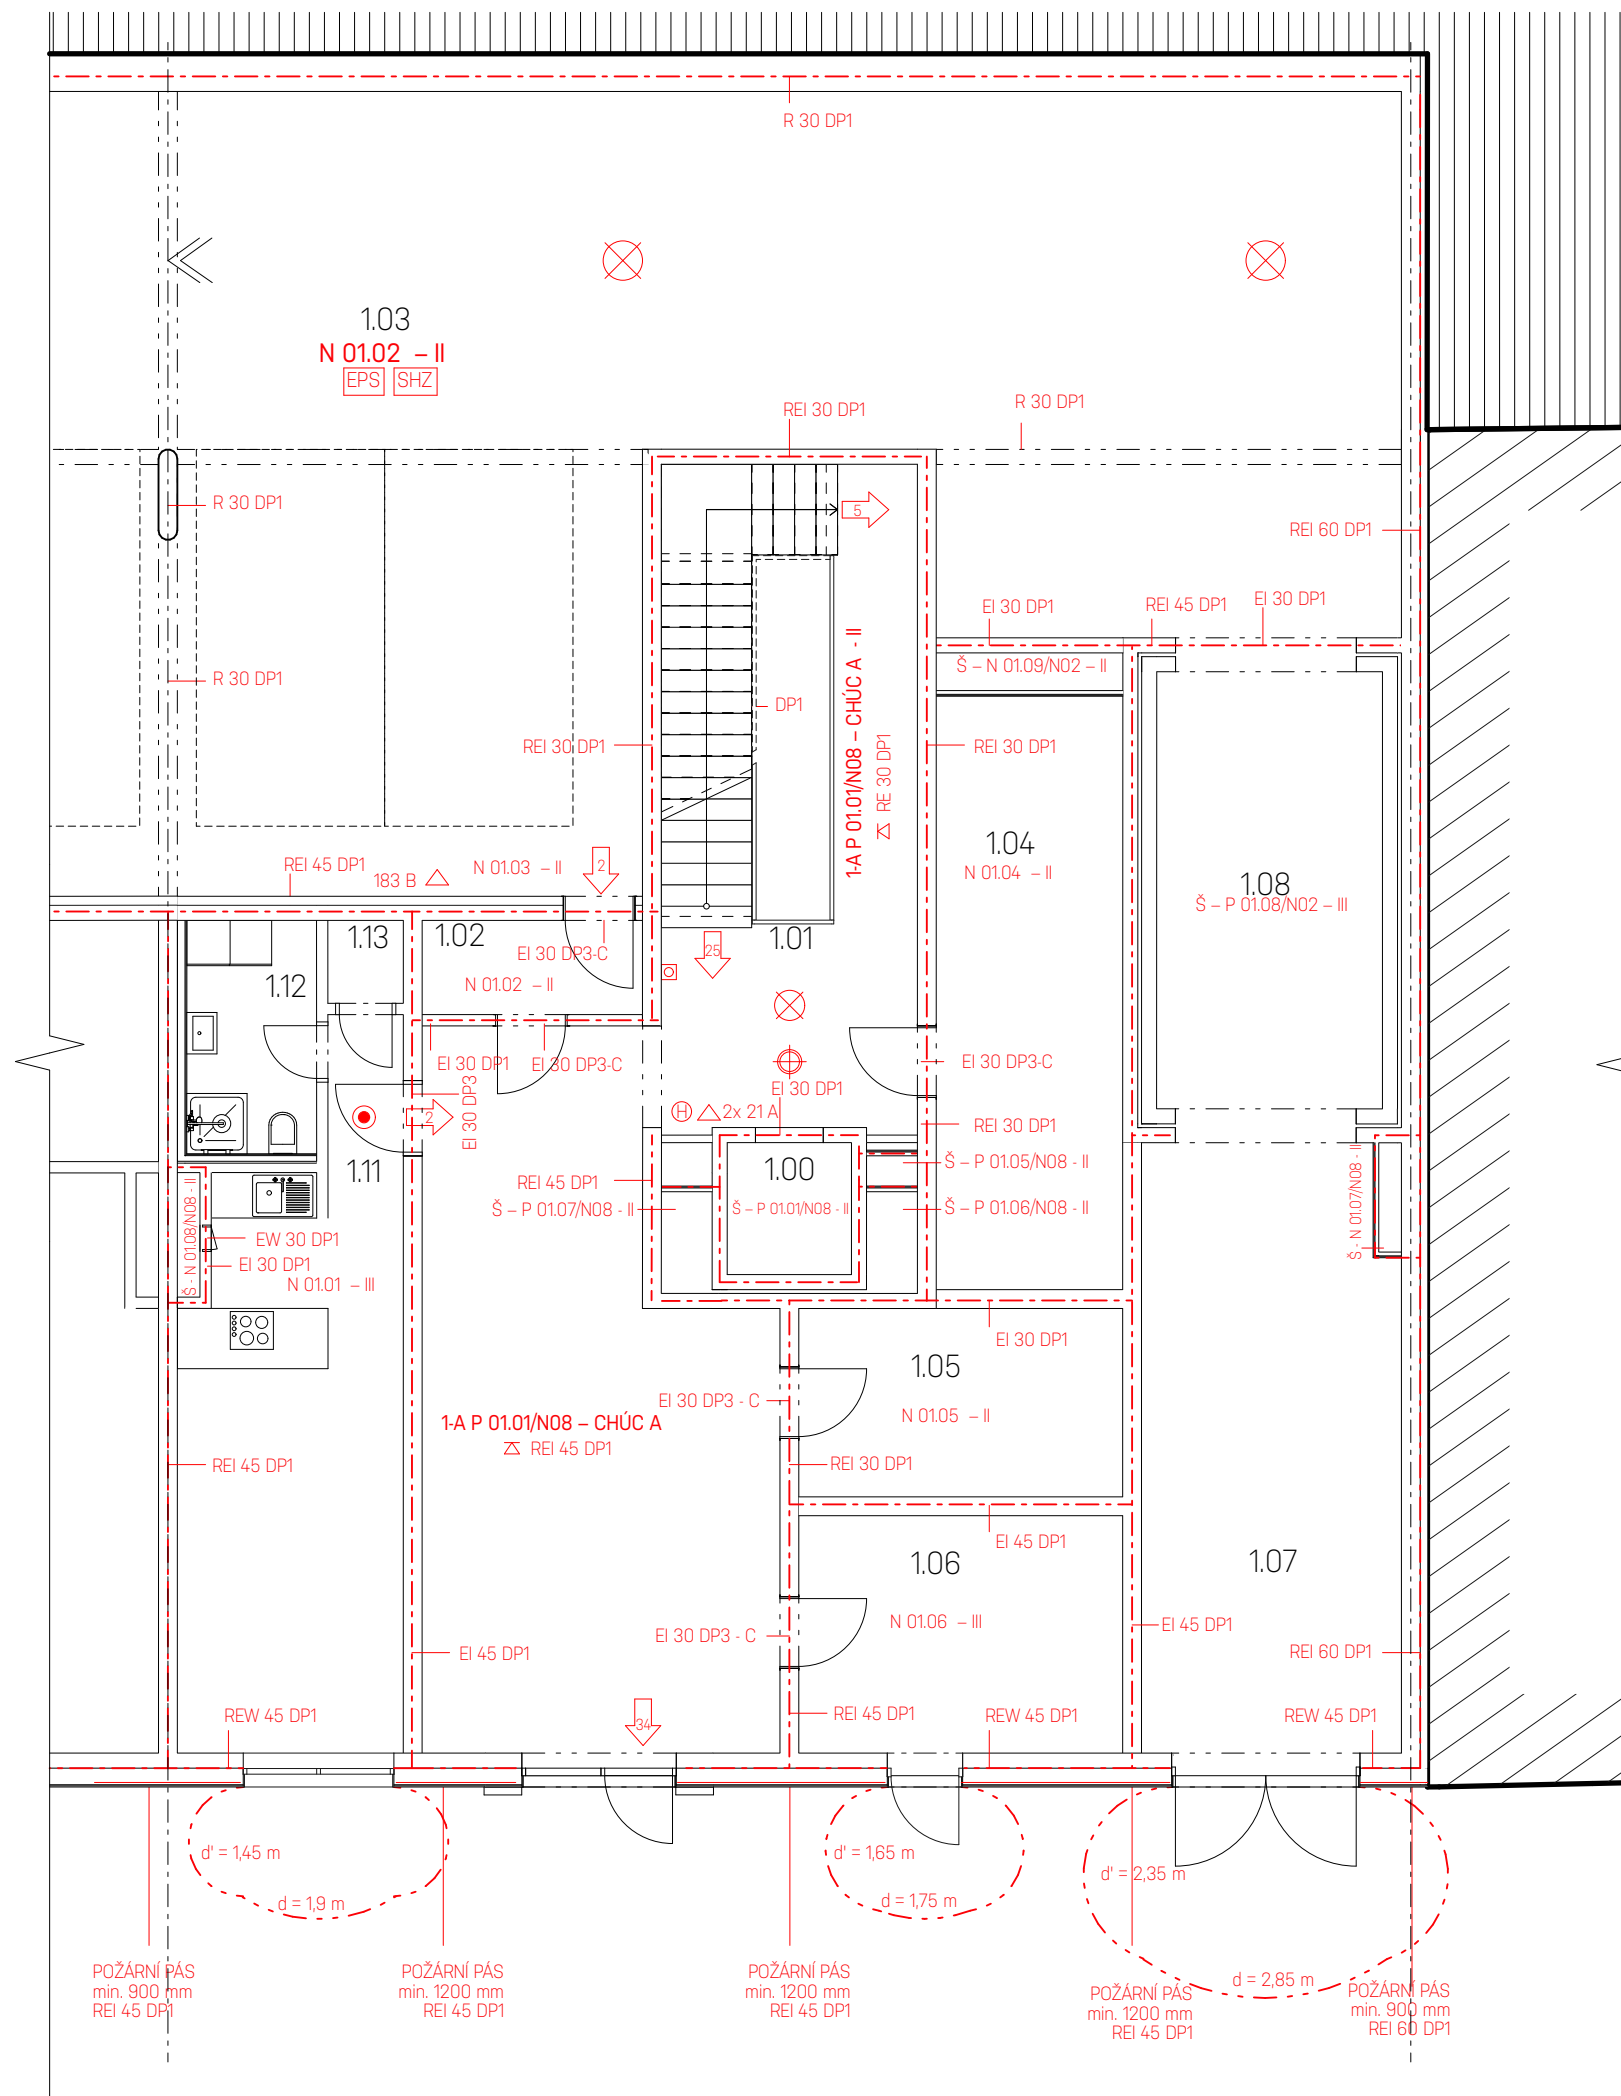 R 30 DP1
1.03
N 01.02 – II
EPS SHZ
REI 30 DP1
R 30 DP1
R 30 DP1
5
REI 60 DP1
EI 30 DP1
REI 45 DP1
EI 30 DP1
Š – N 01.09/N02 – II
R 30 DP1
DP1
REI 30 DP1
REI 30 DP1
1-A P 01.01/N08 – CHÚC A - II
RE 30 DP1
1.04
N 01.04 – II
1.08
Š – P 01.08/N02 – III
REI 45 DP1
183 B
N 01.03 – II
2
1.13
1.02
EI 30 DP3-C
N 01.02 – II
25
1.01
1.12
EI 30 DP1
EI 30 DP3-C
EI 30 DP3
EI 30 DP3-C
EI 30 DP1
H 2x 21 A
2
REI 30 DP1
1.11
1.00
Š – P 01.01/N08 - II
REI 45 DP1
Š – P 01.07/N08 - II
Š – P 01.05/N08 - II
Š – P 01.06/N08 - II
Š - N 01.07/N08 - II
Š - N 01.08/N08 - II
EW 30 DP1
EI 30 DP1
N 01.01 – III
EI 30 DP1
1.05
N 01.05 – II
EI 30 DP3 - C
1-A P 01.01/N08 – CHÚC A
REI 45 DP1
REI 45 DP1
REI 30 DP1
EI 45 DP1
1.06
N 01.06 – III
1.07
EI 30 DP3 - C
EI 45 DP1
EI 45 DP1
REI 60 DP1
REW 45 DP1
34
REI 45 DP1
REW 45 DP1
REW 45 DP1
d' = 1,45 m
d = 1,9 m
d' = 1,65 m
d = 1,75 m
d' = 2,35 m
d = 2,85 m
POŽÁRNÍ PÁS
min. 900 mm
REI 45 DP1
POŽÁRNÍ PÁS
min. 1200 mm
REI 45 DP1
POŽÁRNÍ PÁS
min. 1200 mm
REI 45 DP1
POŽÁRNÍ PÁS
min. 1200 mm
REI 45 DP1
POŽÁRNÍ PÁS
min. 900 mm
REI 60 DP1